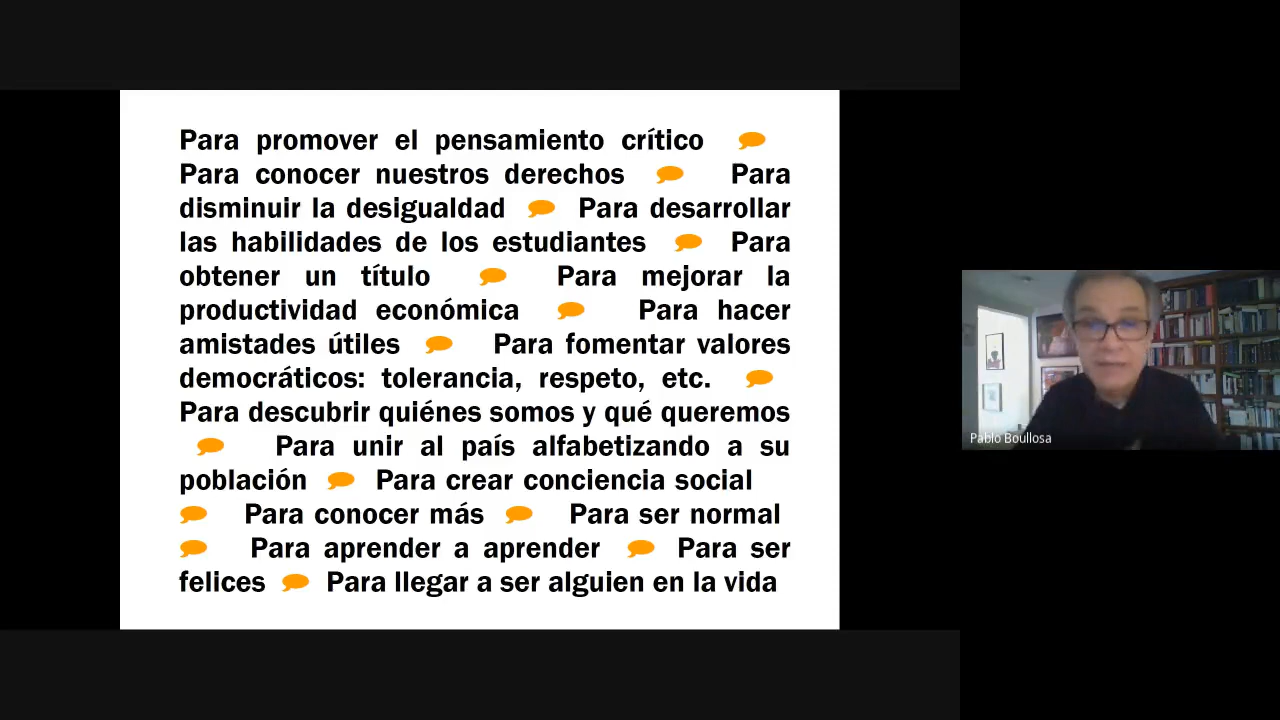 Para promover el pensamiento crítico
Para conocer nuestros derechos Para
disminuir la desigualdad Para desarrollar
las habilidades de los estudiantes Para
obtener un título Para mejorar la
productividad económica Para hacer
amistades útiles Para fomentar valores
democráticos: tolerancia, respeto, etc.
Para descubrir quiénes somos y qué queremos
Para unir al país alfabetizando a su
población Para crear conciencia social
Para conocer más Para ser normal
Para aprender a aprender Para ser
felices Para llegar a ser alguien en la vida
Pablo Boullosa